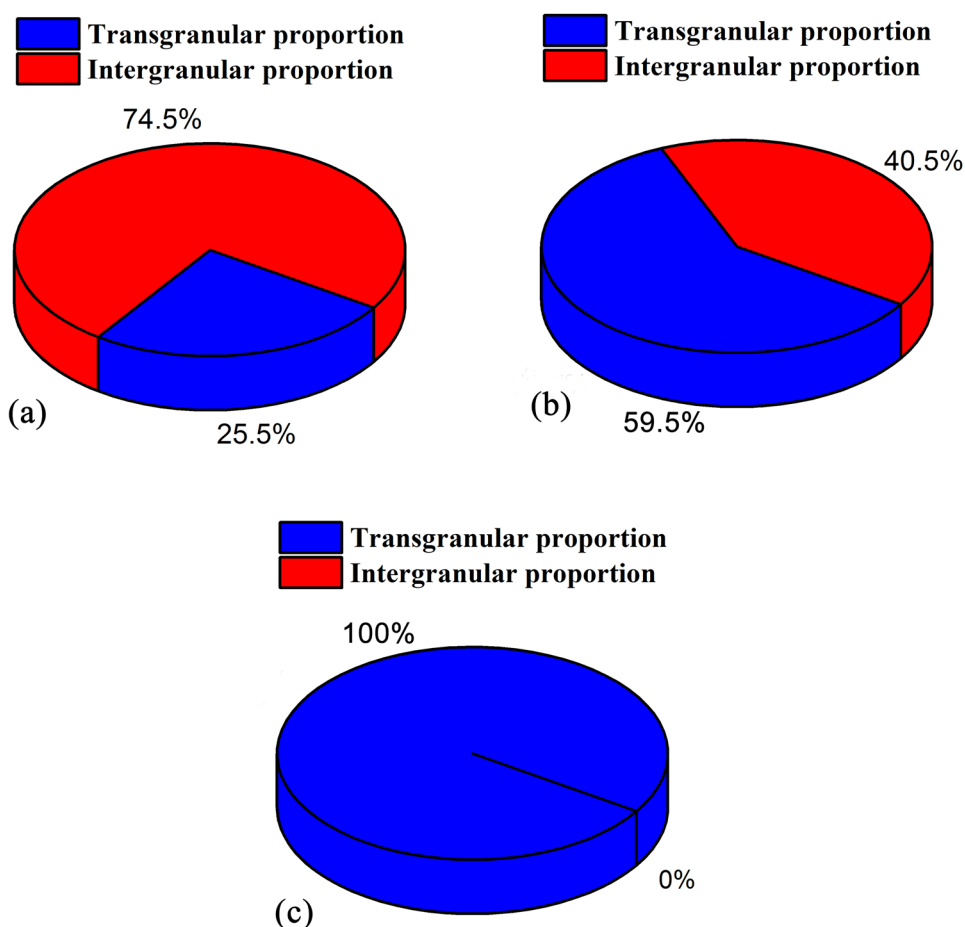 Transgranular proportion
Intergranular proportion
74.5%
25.5%
(a)
Transgranular proportion
Intergranular proportion
40.5%
59.5%
(b)
Transgranular proportion
Intergranular proportion
100%
0%
(c)